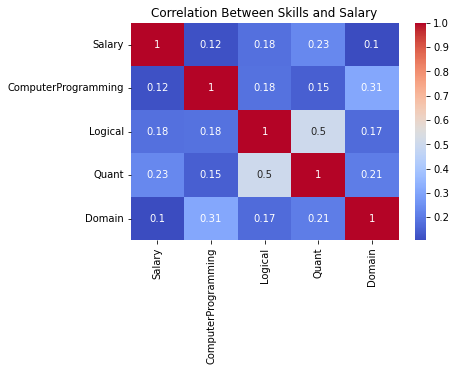 Correlation Between Skills and Salary
Salary 1 0.12 0.18 0.23 0.1
ComputerProgramming 0.12 1 0.18 0.15 0.31
Logical 0.18 0.18 1 0.5 0.17
Quant 0.23 0.15 0.5 1 0.21
Domain 0.1 0.31 0.17 0.21 1
Salary
ComputerProgramming
Logical
Quant
Domain
1.0
0.9
0.8
0.7
0.6
0.5
0.4
0.3
0.2